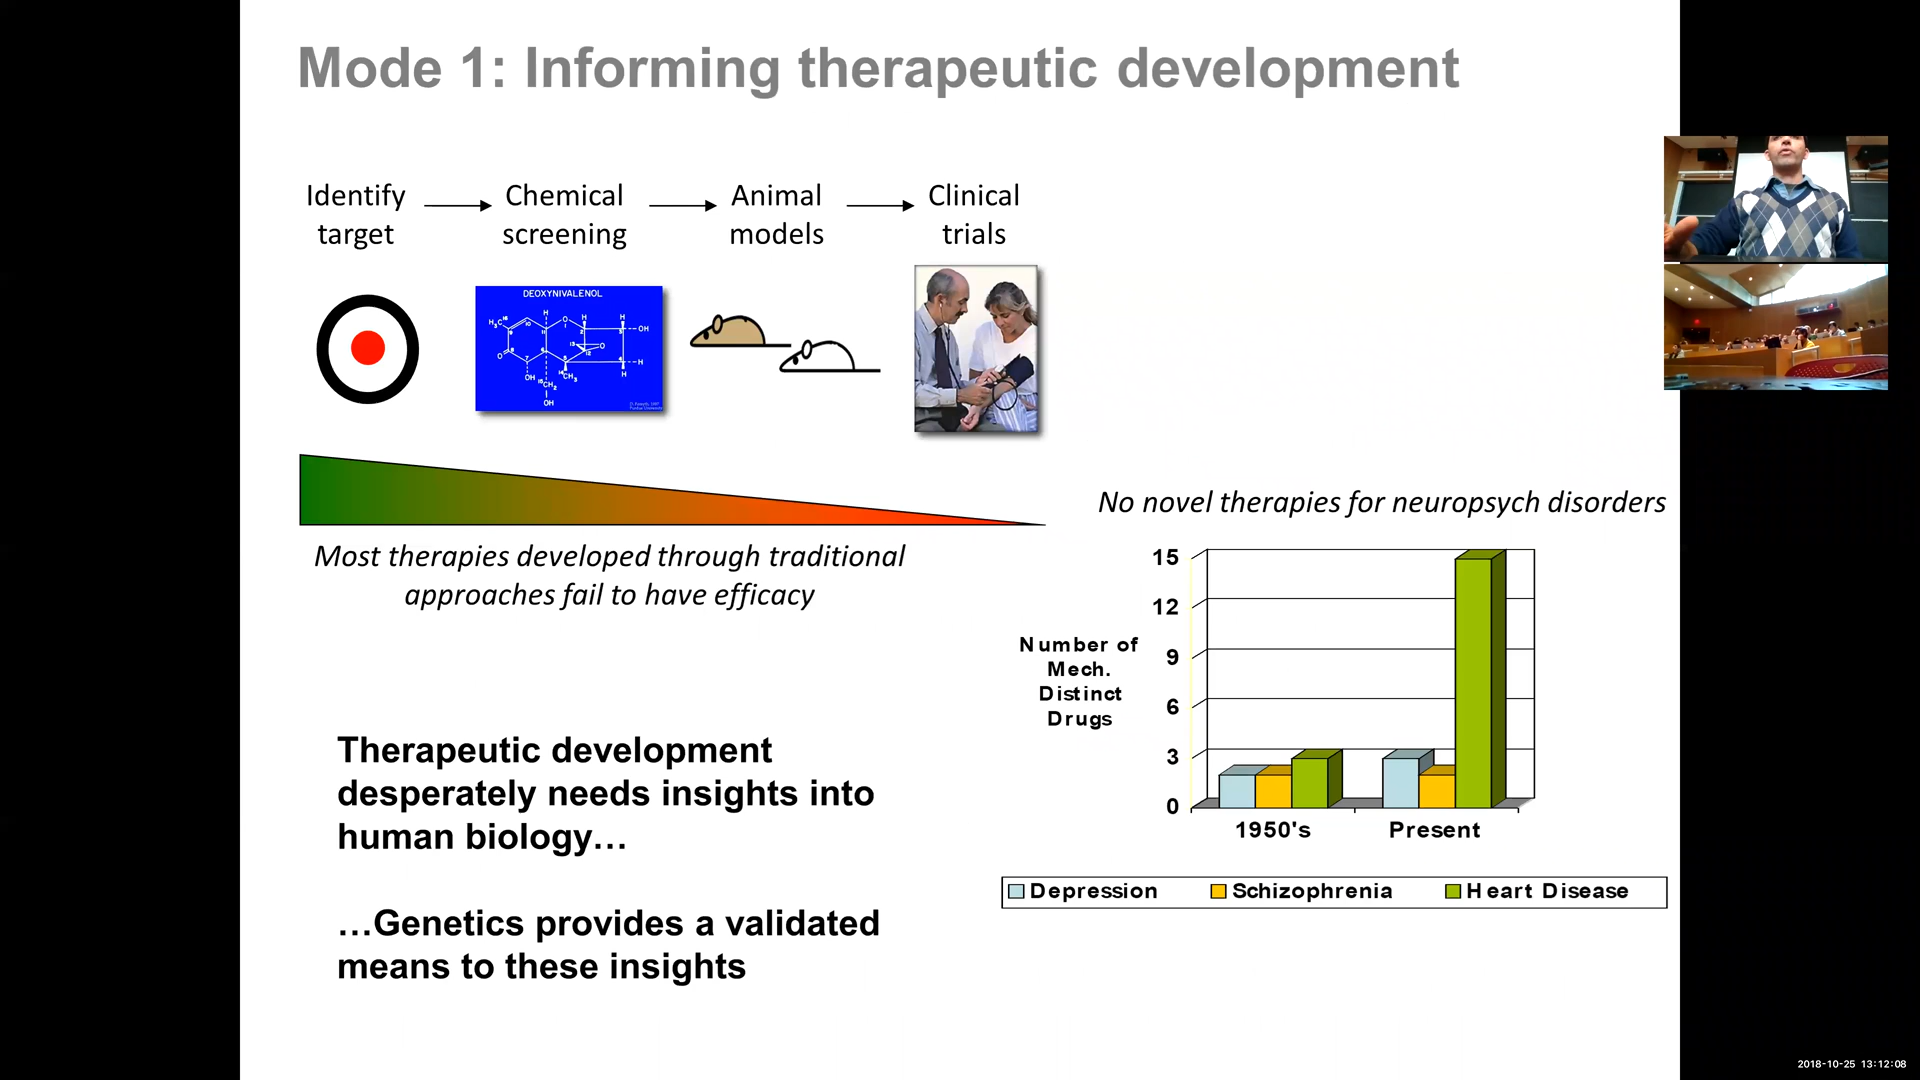 Mode 1: Informing therapeutic development
Identify
target
Chemical
screening
Animal
models
Clinical
trials
DEOXYNIVALENOL
Most therapies developed through traditional
approaches fail to have efficacy
No novel therapies for neuropsych disorders
15
12
9
6
3
0
Number of
Mech.
Distinct
Drugs
1950's
Present
Depression
Schizophrenia
Heart Disease
Therapeutic development
desperately needs insights into
human biology…
…Genetics provides a validated
means to these insights
2018-10-25 13:12:08